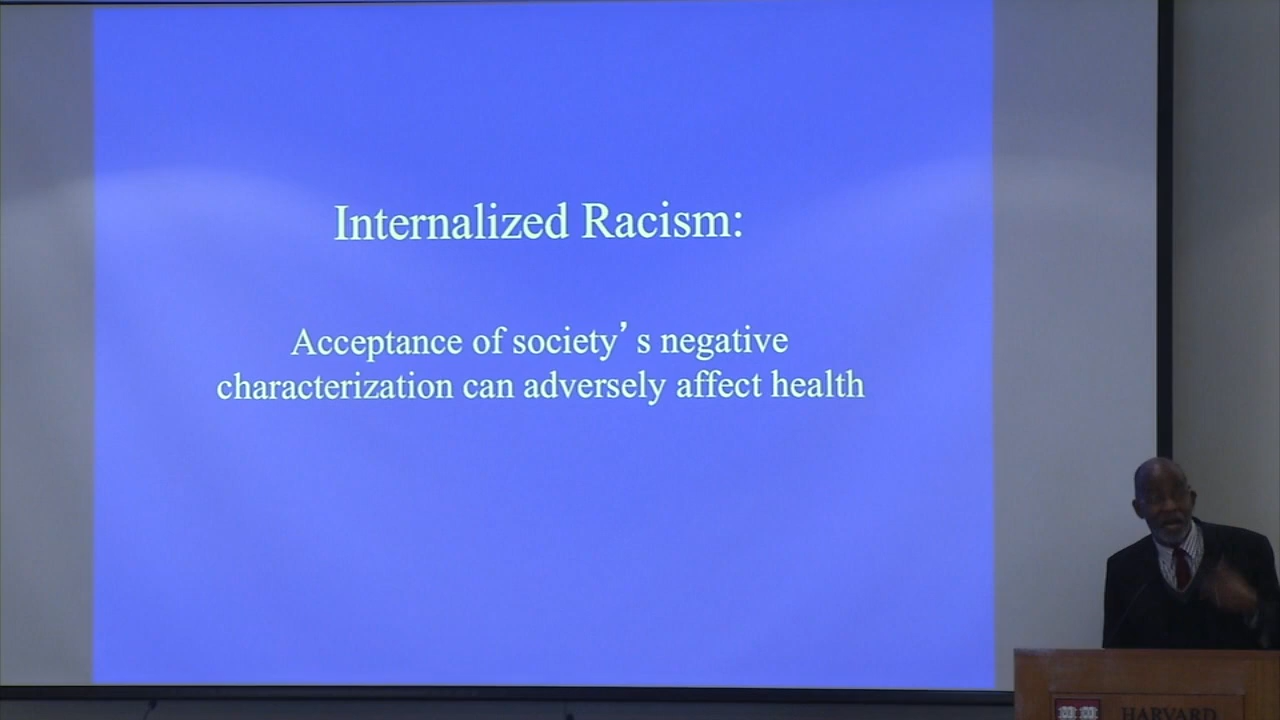 Internalized Racism:
Acceptance of society’s negative
characterization can adversely affect health
HARVARD